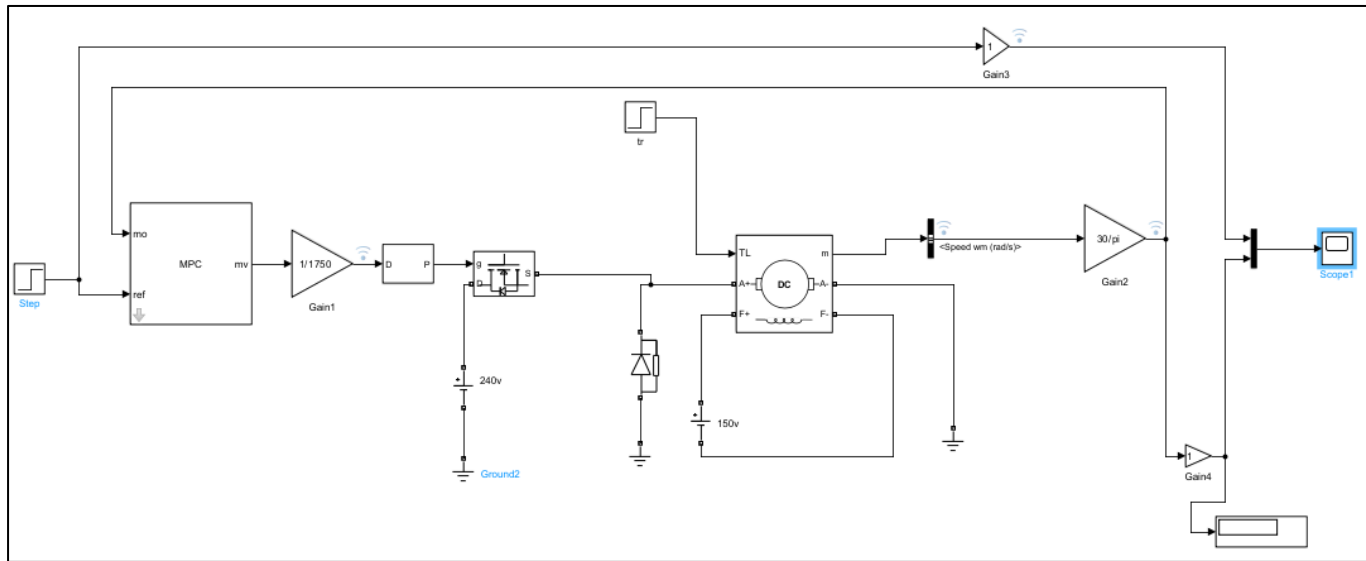 1
Gain3
tr
mo
MPC
mv
ref
Step
1/1750
Gain1
D
P
g
D
S
240v
Ground2
TL
m
A+
DC
A-
F+
F-
150v
<Speed wm (rad/s)>
30/pi
Gain2
Scope1
1
Gain4